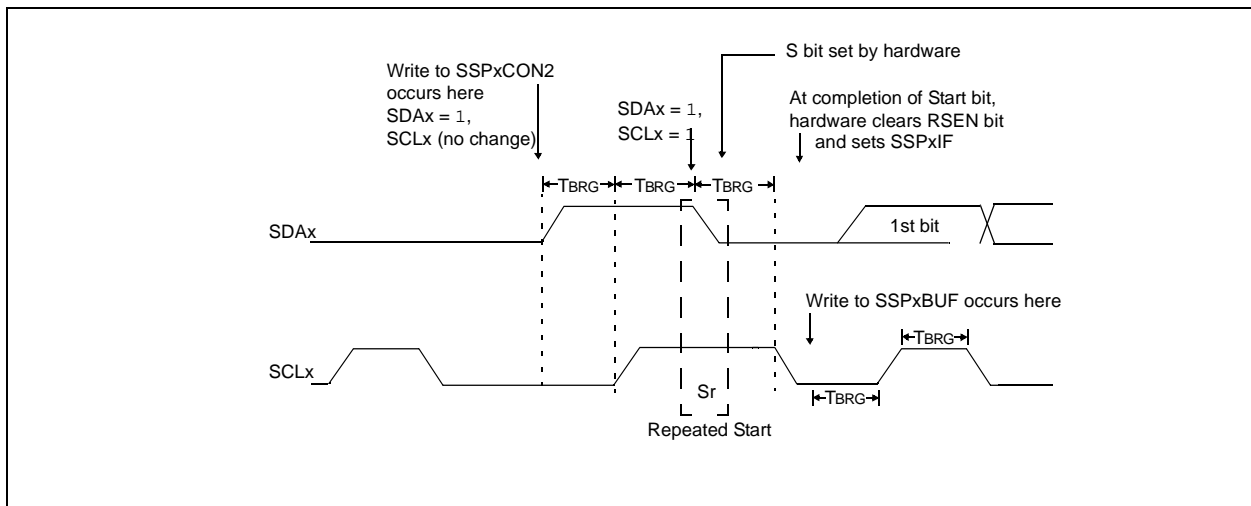 S bit set by hardware
Write to SSPxCON2
occurs here
SDAx = 1,
SCLx (no change)
SDAx = 1,
SCLx = 1
At completion of Start bit,
hardware clears RSEN bit
and sets SSPxIF
TBRG TBRG TBRG
SDAx
1st bit
Write to SSPxBUF occurs here
TBRG
SCLx
Sr
TBRG
Repeated Start